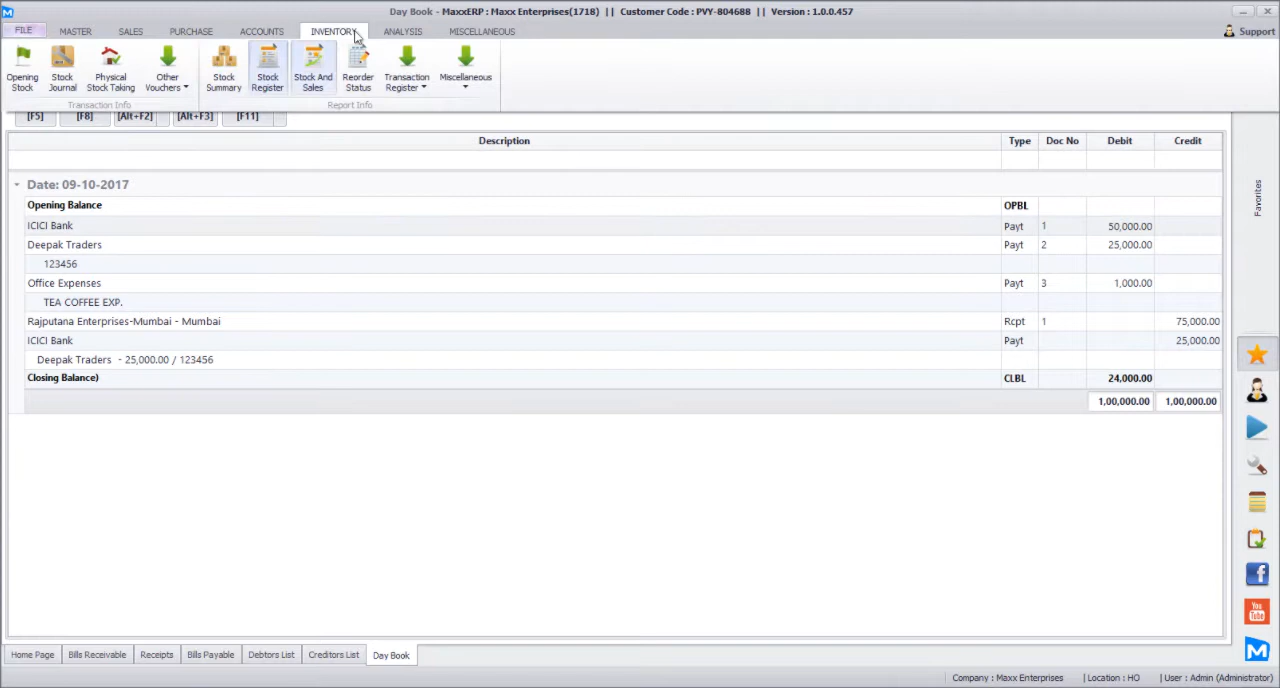 Day Book - MaxxERP : Maxx Enterprises(1718) || Customer Code : PVY-804688 || Version : 1.0.0.457
FILE MASTER SALES PURCHASE ACCOUNTS INVENTORY ANALYSIS MISCELLANEOUS Support
Opening Stock Stock Journal Physical Stock Taking Other Vouchers Stock Summary Stock Register Stock And Sales Reorder Status Transaction Register Miscellaneous
Transaction Info Report Info
[F5] [F8] [Alt+F2] [Alt+F3] [F11]
Description Type Doc No Debit Credit
Favorites
Date: 09-10-2017
Opening Balance OPBL
ICICI Bank Payt 1 50,000.00
Deepak Traders Payt 2 25,000.00
123456
Office Expenses Payt 3 1,000.00
TEA COFFEE EXP.
Rajputana Enterprises-Mumbai - Mumbai Rcpt 1 75,000.00
ICICI Bank Payt 25,000.00
Deepak Traders - 25,000.00 / 123456
Closing Balance) CLBL 24,000.00
1,00,000.00 1,00,000.00
You Tube
Home Page Bills Receivable Receipts Bills Payable Debtors List Creditors List Day Book
Company : Maxx Enterprises | Location : HO | User : Admin (Administrator)